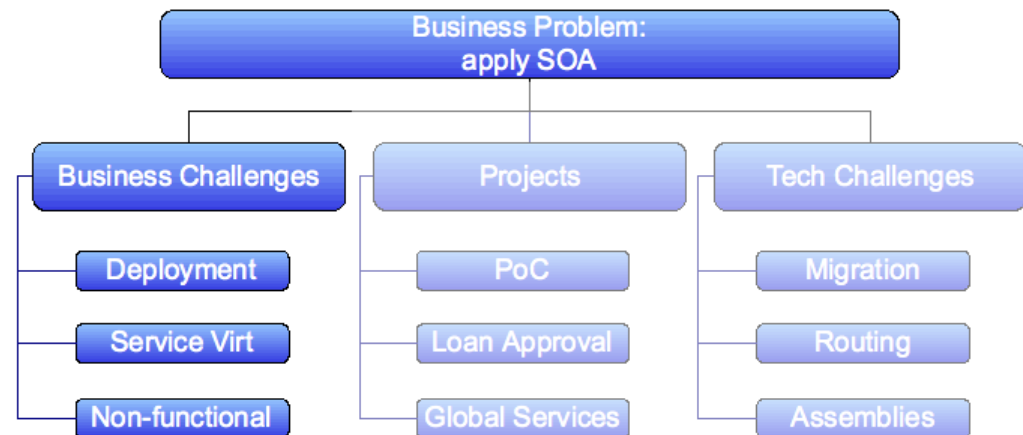 Business Problem:
apply SOA
Business Challenges
Projects
Tech Challenges
Deployment
PoC
Migration
Service Virt
Loan Approval
Routing
Non-functional
Global Services
Assemblies